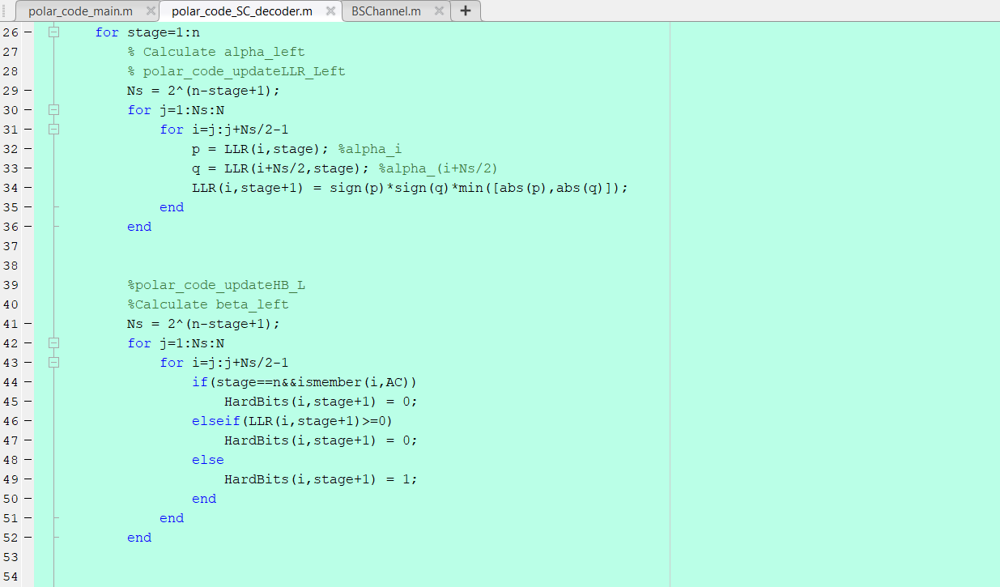 polar_code_main.m × polar_code_SC_decoder.m × BSChannel.m × +
26 – for stage=1:n
27 % Calculate alpha_left
28 % polar_code_updateLLR_Left
29 – Ns = 2^(n-stage+1);
30 – for j=1:Ns:N
31 – for i=j:j+Ns/2-1
32 – p = LLR(i,stage); %alpha_i
33 – q = LLR(i+Ns/2,stage); %alpha_(i+Ns/2)
34 – LLR(i,stage+1) = sign(p)*sign(q)*min([abs(p),abs(q)]);
35 – end
36 – end
37
38
39 %polar_code_updateHB_L
40 %Calculate beta_left
41 – Ns = 2^(n-stage+1);
42 – for j=1:Ns:N
43 – for i=j:j+Ns/2-1
44 – if(stage==n&&ismember(i,AC))
45 – HardBits(i,stage+1) = 0;
46 – elseif(LLR(i,stage+1)>=0)
47 – HardBits(i,stage+1) = 0;
48 – else
49 – HardBits(i,stage+1) = 1;
50 – end
51 – end
52 – end
53
54